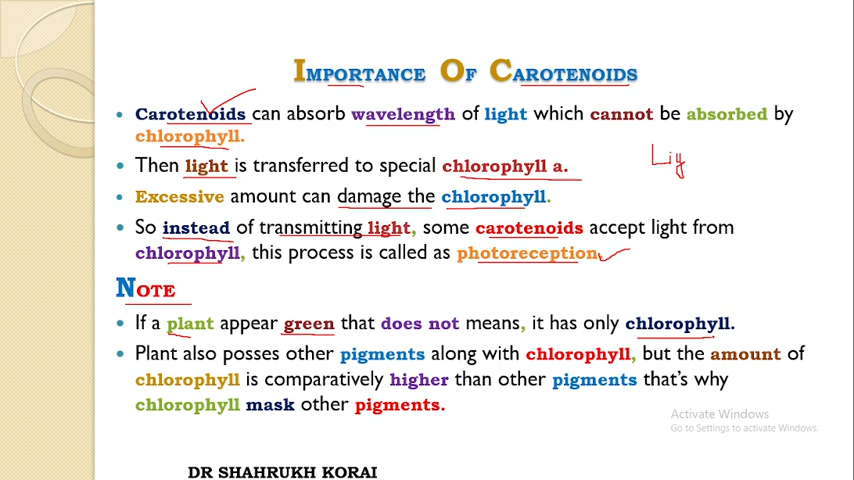 IMPORTANCE OF CAROTENOIDS
• Carotenoids can absorb wavelength of light which cannot be absorbed by
chlorophyll.
• Then light is transferred to special chlorophyll a.
Lig
• Excessive amount can damage the chlorophyll.
• So instead of transmitting light, some carotenoids accept light from
chlorophyll, this process is called as photoreception.
NOTE
• If a plant appear green that does not means, it has only chlorophyll.
• Plant also posses other pigments along with chlorophyll, but the amount of
chlorophyll is comparatively higher than other pigments that's why
chlorophyll mask other pigments.
Activate Windows
Go to Settings to activate Windows.
DR SHAHRUKH KORAI